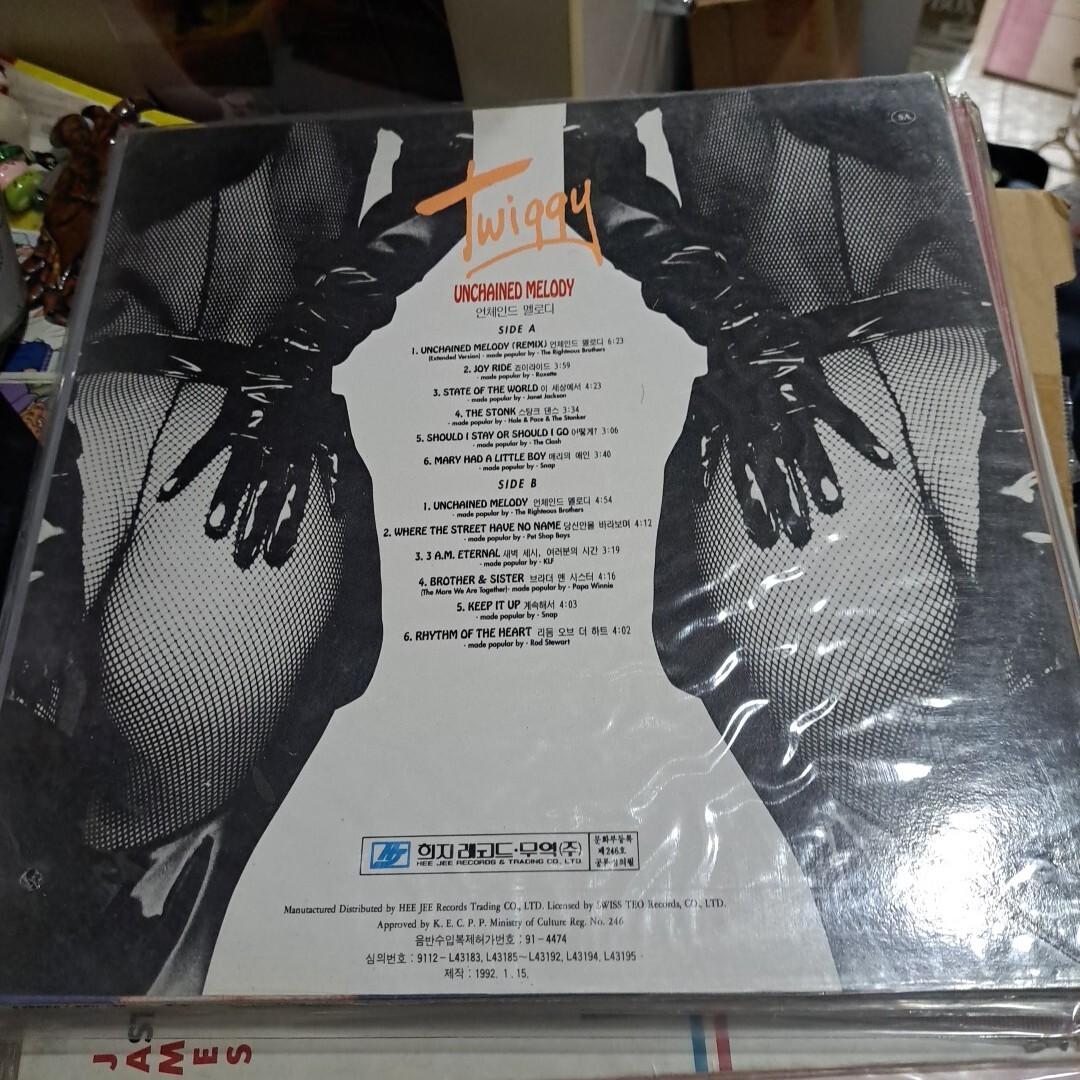 SA
Twiggy
UNCHAINED MELODY
언체인드 멜로디
SIDE A
1. UNCHAINED MELODY (REMIX) 언체인드 멜로디 6:23
(Extended Version) - made popular by - The Righteous Brothers
2. JOY RIDE 죠이라이드 3:59
- made popular by - Roxette
3. STATE OF THE WORLD 이 세상에서 4:23
- made popular by - Janet Jackson
4. THE STONK 스탕크 댄스 3:34
- made popular by - Hale & Pace & The Stonker
5. SHOULD I STAY OR SHOULD I GO 어떻게? 3:06
- made popular by - The Clash
6. MARY HAD A LITTLE BOY 메리의 애인 3:40
- made popular by - Snap
SIDE B
1. UNCHAINED MELODY 언체인드 멜로디 4:54
- made popular by - The Righteous Brothers
2. WHERE THE STREET HAVE NO NAME 당신만을 바라보며 4:12
- made popular by - Pet Shop Boys
3. 3 A.M. ETERNAL 새벽 세시, 여러분의 시간 3:19
- made popular by - KLF
4. BROTHER & SISTER 브라더 앤 시스터 4:16
(The More We Are Together)- made popular by - Papa Winnie
5. KEEP IT UP 계속해서 4:03
- made popular by - Snap
6. RHYTHM OF THE HEART 리듬 오브 더 하트 4:02
- made popular by - Rod Stewart
희지레코드·무역(주)
HEE JEE RECORDS & TRADING CO., LTD.
문화부등록
제246호
Manutactured Distributed by HEE JEE Records Trading CO., LTD. Licensed by SWISS TEO Records, CO., LTD.
Approved by K. E. C. P. P. Ministry of Culture Reg. No. 246
음반수입복제허가번호 : 91-4474
심의번호 : 9112-L43183, L43185~L43192, L43194, L43195
제작 : 1992. 1. 15.
JAMES